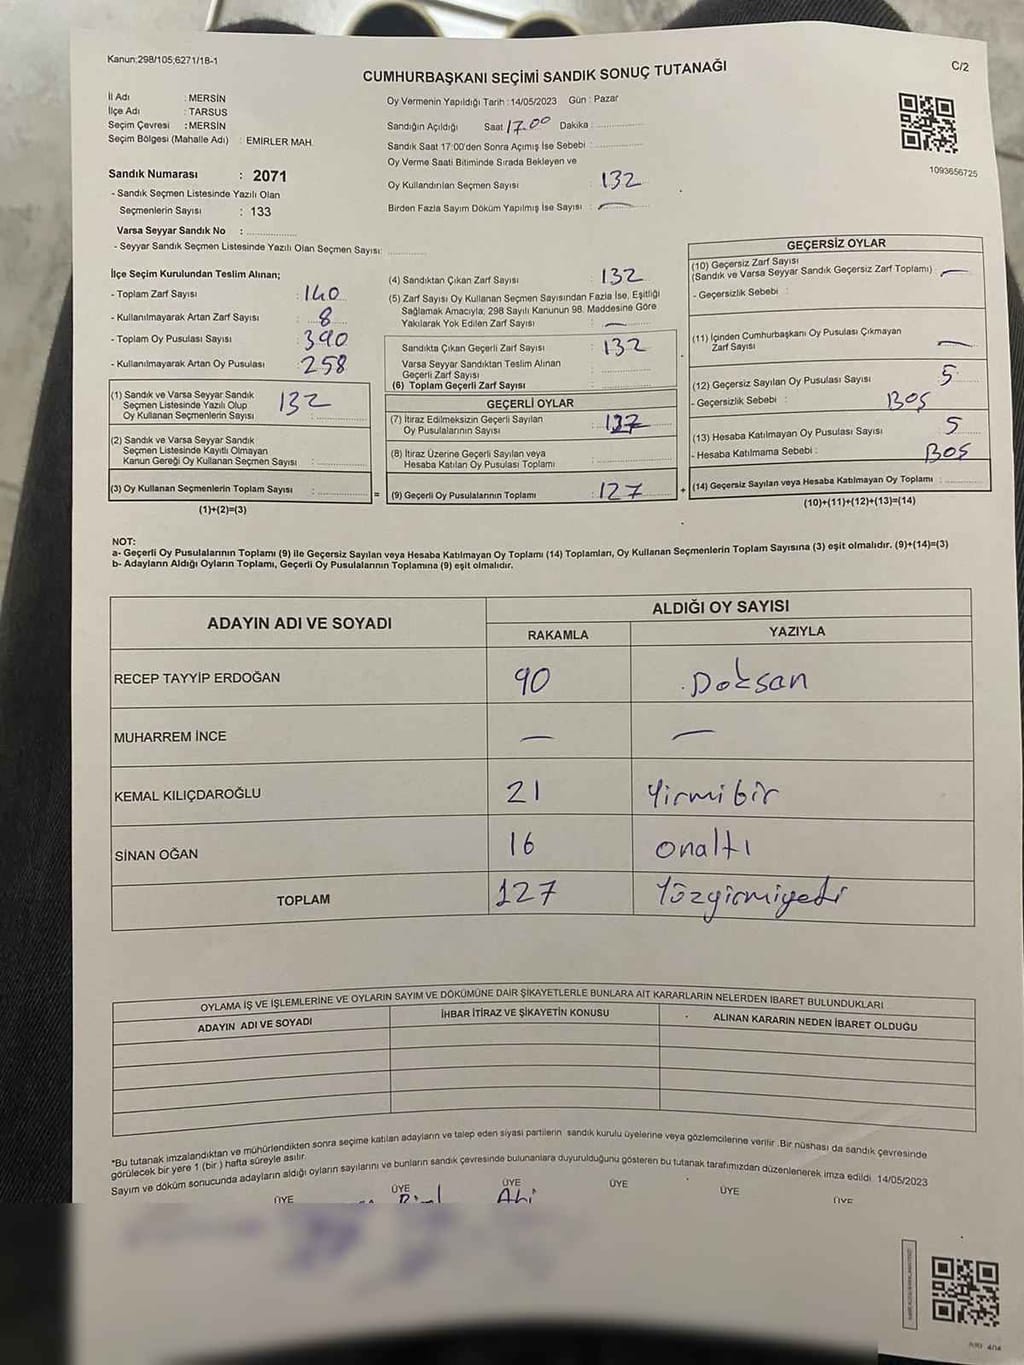 Kanun:298/105;6271/18-1
CUMHURBAŞKANI SEÇİMİ SANDIK SONUÇ TUTANAĞI
C/2
İl Adı : MERSİN
İlçe Adı : TARSUS
Seçim Çevresi : MERSİN
Seçim Bölgesi (Mahalle Adı) : EMIRLER MAH.
Oy Vermenin Yapıldığı Tarih : 14/05/2023 Gün : Pazar
Sandığın Açıldığı Saat 17.00 Dakika :
Sandık Saat 17:00'den Sonra Açımış İse Sebebi :
Oy Verme Saati Bitiminde Sırada Bekleyen ve
Oy Kullandırılan Seçmen Sayısı : 132
Birden Fazla Sayım Döküm Yapılmış İse Sayısı : —
1093656725
Sandık Numarası : 2071
- Sandık Seçmen Listesinde Yazılı Olan
Seçmenlerin Sayısı : 133
Varsa Seyyar Sandık No :
- Seyyar Sandık Seçmen Listesinde Yazılı Olan Seçmen Sayısı:
İlçe Seçim Kurulundan Teslim Alınan;
- Toplam Zarf Sayısı : 140
- Kullanılmayarak Artan Zarf Sayısı : 8
- Toplam Oy Pusulası Sayısı : 390
- Kullanılmayarak Artan Oy Pusulası : 258
(1) Sandık ve Varsa Seyyar Sandık
Seçmen Listesinde Yazılı Olup
Oy Kullanan Seçmenlerin Sayısı : 132
(2) Sandık ve Varsa Seyyar Sandık
Seçmen Listesinde Kayıtlı Olmayan
Kanun Gereği Oy Kullanan Seçmen Sayısı :
(3) Oy Kullanan Seçmenlerin Toplam Sayısı :
(1)+(2)=(3)
(4) Sandıktan Çıkan Zarf Sayısı : 132
(5) Zarf Sayısı Oy Kullanan Seçmen Sayısından Fazla İse, Eşitliği
Sağlamak Amacıyla; 298 Sayılı Kanunun 98. Maddesine Göre
Yakılarak Yok Edilen Zarf Sayısı : —
Sandıkta Çıkan Geçerli Zarf Sayısı : 132
Varsa Seyyar Sandıktan Teslim Alınan
Geçerli Zarf Sayısı :
(6) Toplam Geçerli Zarf Sayısı :
GEÇERLİ OYLAR
(7) İtiraz Edilmeksizin Geçerli Sayılan
Oy Pusulalarının Sayısı : 127
(8) İtiraz Üzerine Geçerli Sayılan veya
Hesaba Katılan Oy Pusulası Toplamı :
= (9) Geçerli Oy Pusulalarının Toplamı : 127 +
GEÇERSİZ OYLAR
(10) Geçersiz Zarf Sayısı
(Sandık ve Varsa Seyyar Sandık Geçersiz Zarf Toplamı) : —
- Geçersizlik Sebebi :
(11) İçinden Cumhurbaşkanı Oy Pusulası Çıkmayan
Zarf Sayısı : —
(12) Geçersiz Sayılan Oy Pusulası Sayısı : 5
- Geçersizlik Sebebi : BOŞ
(13) Hesaba Katılmayan Oy Pusulası Sayısı : 5
- Hesaba Katılmama Sebebi : BOŞ
(14) Geçersiz Sayılan veya Hesaba Katılmayan Oy Toplamı :
(10)+(11)+(12)+(13)=(14)
NOT:
a- Geçerli Oy Pusulalarının Toplamı (9) ile Geçersiz Sayılan veya Hesaba Katılmayan Oy Toplamı (14) Toplamları, Oy Kullanan Seçmenlerin Toplam Sayısına (3) eşit olmalıdır. (9)+(14)=(3)
b- Adayların Aldığı Oyların Toplamı, Geçerli Oy Pusulalarının Toplamına (9) eşit olmalıdır.
ADAYIN ADI VE SOYADI
ALDIĞI OY SAYISI
RAKAMLA YAZIYLA
RECEP TAYYİP ERDOĞAN 90 Doksan
MUHARREM İNCE — —
KEMAL KILIÇDAROĞLU 21 Yirmibir
SİNAN OĞAN 16 onaltı
TOPLAM 127 Yüzyirmiyedi
OYLAMA İŞ VE İŞLEMLERİNE VE OYLARIN SAYIM VE DÖKÜMÜNE DAİR ŞİKAYETLERLE BUNLARA AİT KARARLARIN NELERDEN İBARET BULUNDUKLARI
ADAYIN ADI VE SOYADI İHBAR İTİRAZ VE ŞİKAYETİN KONUSU ALINAN KARARIN NEDEN İBARET OLDUĞU
*Bu tutanak imzalandıktan ve mühürlendikten sonra seçime katılan adayların ve talep eden siyasi partilerin sandık kurulu üyelerine veya gözlemcilerine verilir .Bir nüshası da sandık çevresinde
görülecek bir yere 1 (bir ) hafta süreyle asılır.
Sayım ve döküm sonucunda adayların aldığı oyların sayılarını ve bunların sandık çevresinde bulunanlara duyurulduğunu gösteren bu tutanak tarafımızdan düzenlenerek imza edildi. 14/05/2023
ÜYE ÜYE ÜYE ÜYE ÜYE ÜYE